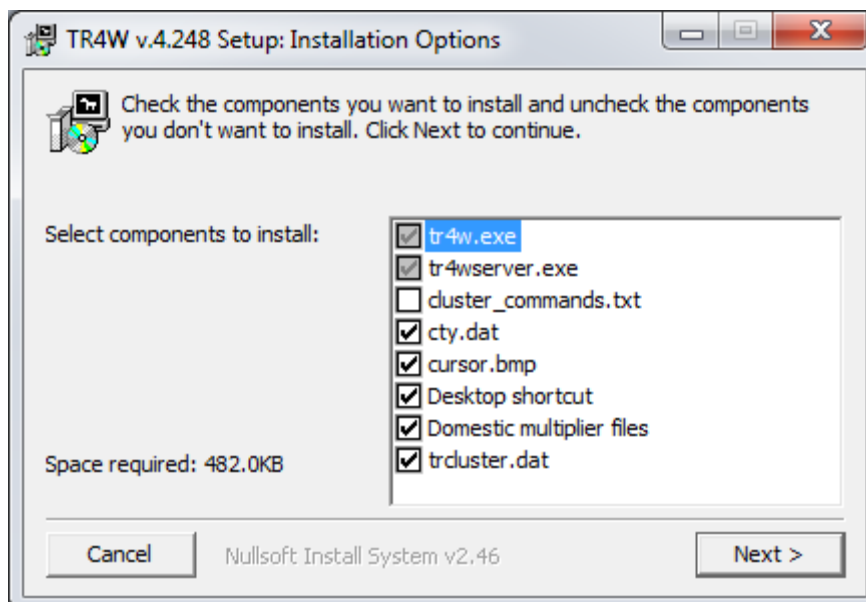 TR4W v.4.248 Setup: Installation Options
Check the components you want to install and uncheck the components
you don't want to install. Click Next to continue.
Select components to install:
tr4w.exe
tr4wserver.exe
cluster_commands.txt
cty.dat
cursor.bmp
Desktop shortcut
Domestic multiplier files
trcluster.dat
Space required: 482.0KB
Cancel
Nullsoft Install System v2.46
Next >